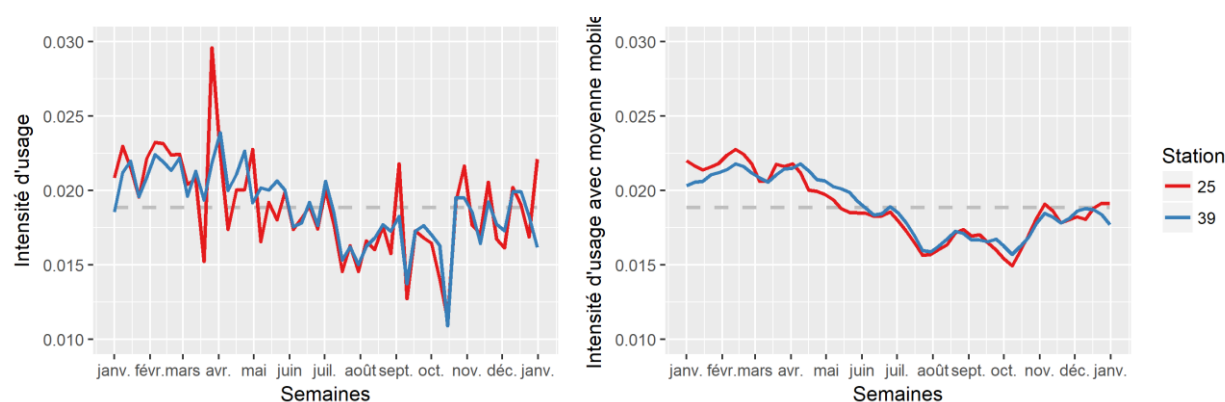 Intensité d'usage
0.030
0.025
0.020
0.015
0.010
janv. févr. mars avr. mai juin juil. août sept. oct. nov. déc. janv.
Semaines
Intensité d'usage avec moyenne mobile
0.030
0.025
0.020
0.015
0.010
janv. févr. mars avr. mai juin juil. août sept. oct. nov. déc. janv.
Semaines
Station
25
39